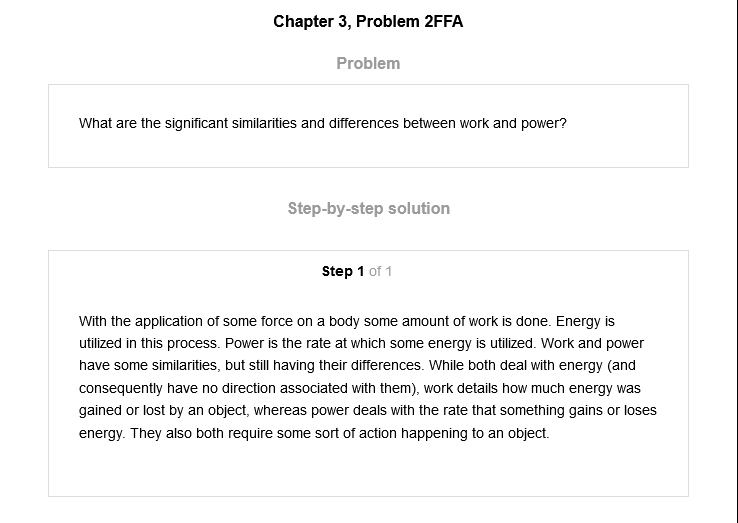 Chapter 3, Problem 2FFA
Problem
What are the significant similarities and differences between work and power?
Step-by-step solution
Step 1 of 1
With the application of some force on a body some amount of work is done. Energy is
utilized in this process. Power is the rate at which some energy is utilized. Work and power
have some similarities, but still having their differences. While both deal with energy (and
consequently have no direction associated with them), work details how much energy was
gained or lost by an object, whereas power deals with the rate that something gains or loses
energy. They also both require some sort of action happening to an object.